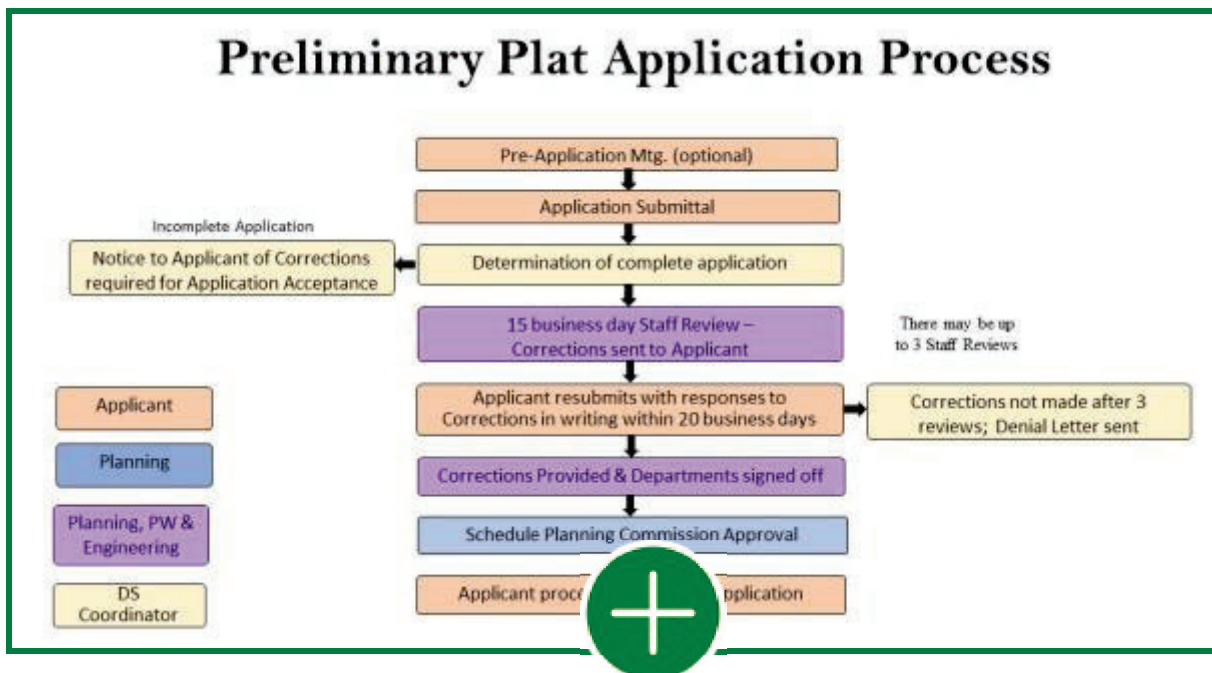 Preliminary Plat Application Process
Pre-Application Mtg. (optional)
Application Submittal
Incomplete Application
Notice to Applicant of Corrections
required for Application Acceptance
Determination of complete application
15 business day Staff Review –
Corrections sent to Applicant
There may be up
to 3 Staff Reviews
Applicant resubmits with responses to
Corrections in writing within 20 business days
Corrections not made after 3
reviews; Denial Letter sent
Corrections Provided & Departments signed off
Schedule Planning Commission Approval
Applicant
Applicant
Planning
Planning, PW &
Engineering
DS
Coordinator